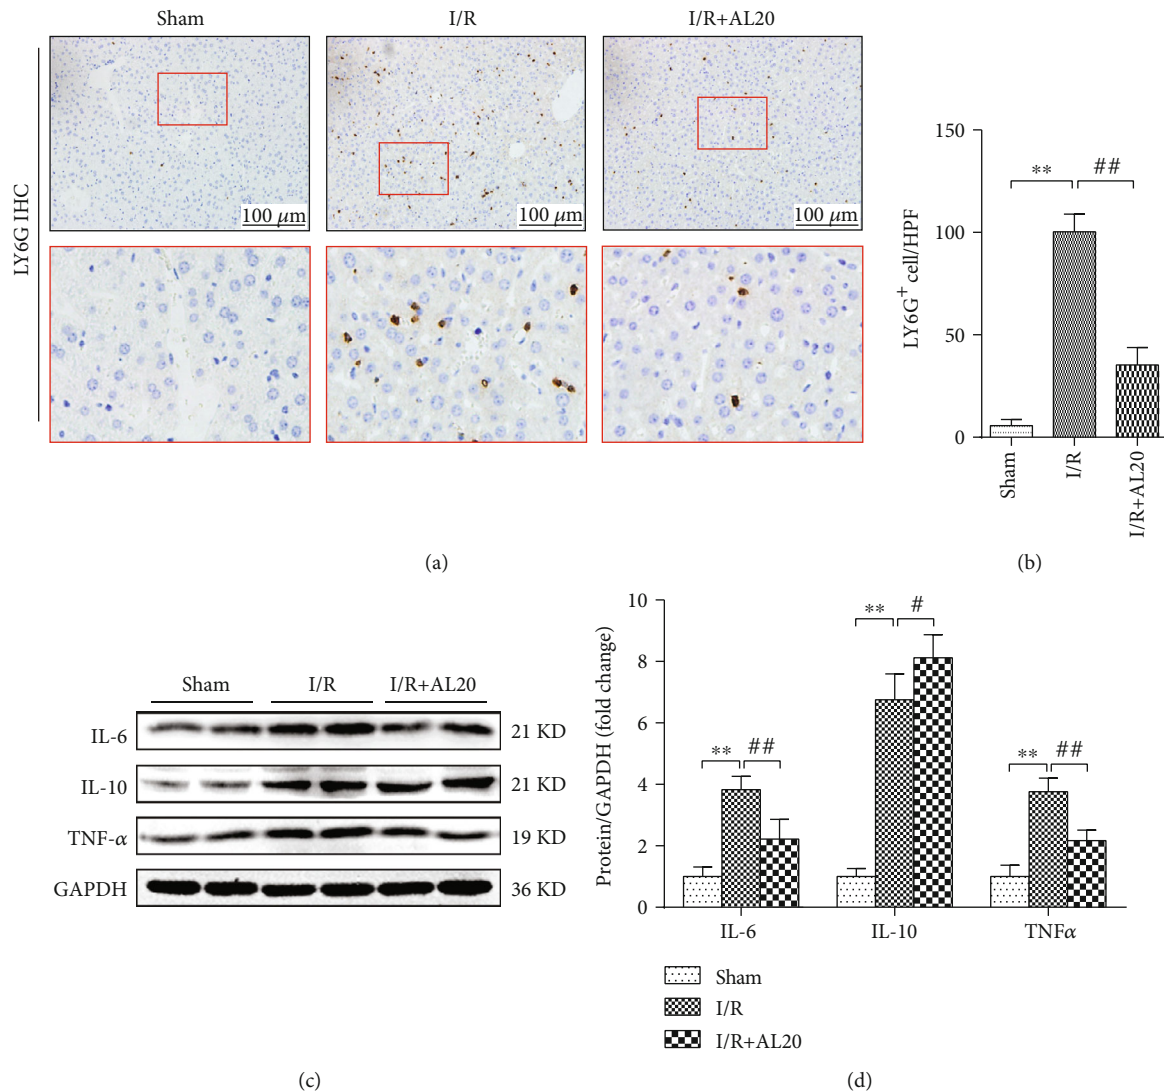 Sham
I/R
I/R+AL20
LY6G IHC
100 μm
100 μm
100 μm
(a)
150
100
50
0
LY6G⁺ cell/HPF
**
##
Sham
I/R
I/R+AL20
(b)
Sham
I/R
I/R+AL20
IL-6
21 KD
IL-10
21 KD
TNF-α
19 KD
GAPDH
36 KD
(c)
10
8
6
4
2
0
Protein/GAPDH (fold change)
**
##
**
#
**
##
IL-6
IL-10
TNFα
Sham
I/R
I/R+AL20
(d)